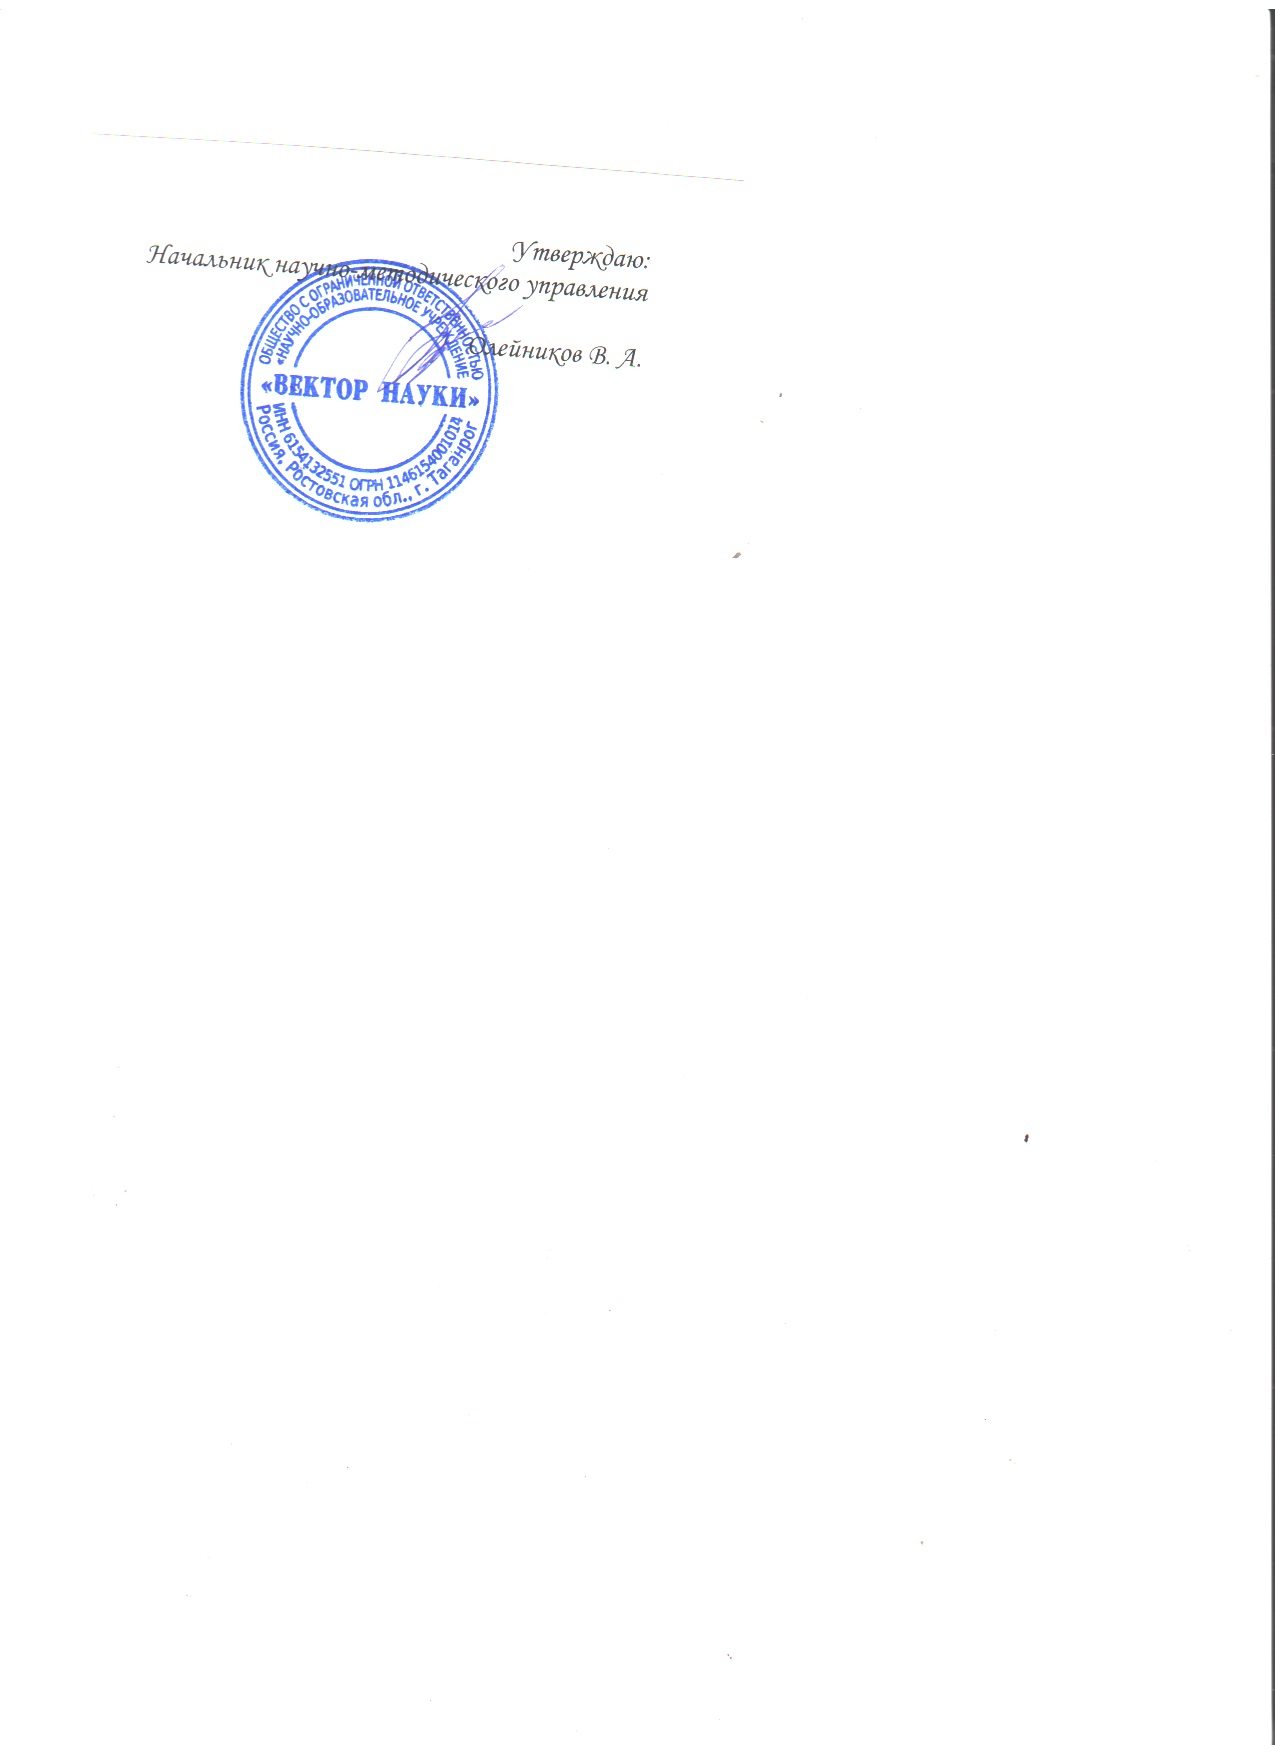 Утверждаю:
Начальник научно-методического управления
Олейников В. А.
ОБЩЕСТВО С ОГРАНИЧЕННОЙ ОТВЕТСТВЕННОСТЬЮ
«НАУЧНО-ОБРАЗОВАТЕЛЬНОЕ УЧРЕЖДЕНИЕ
«ВЕКТОР НАУКИ»
ИНН 6154132551 ОГРН 1146154001014
Россия, Ростовская обл., г. Таганрог